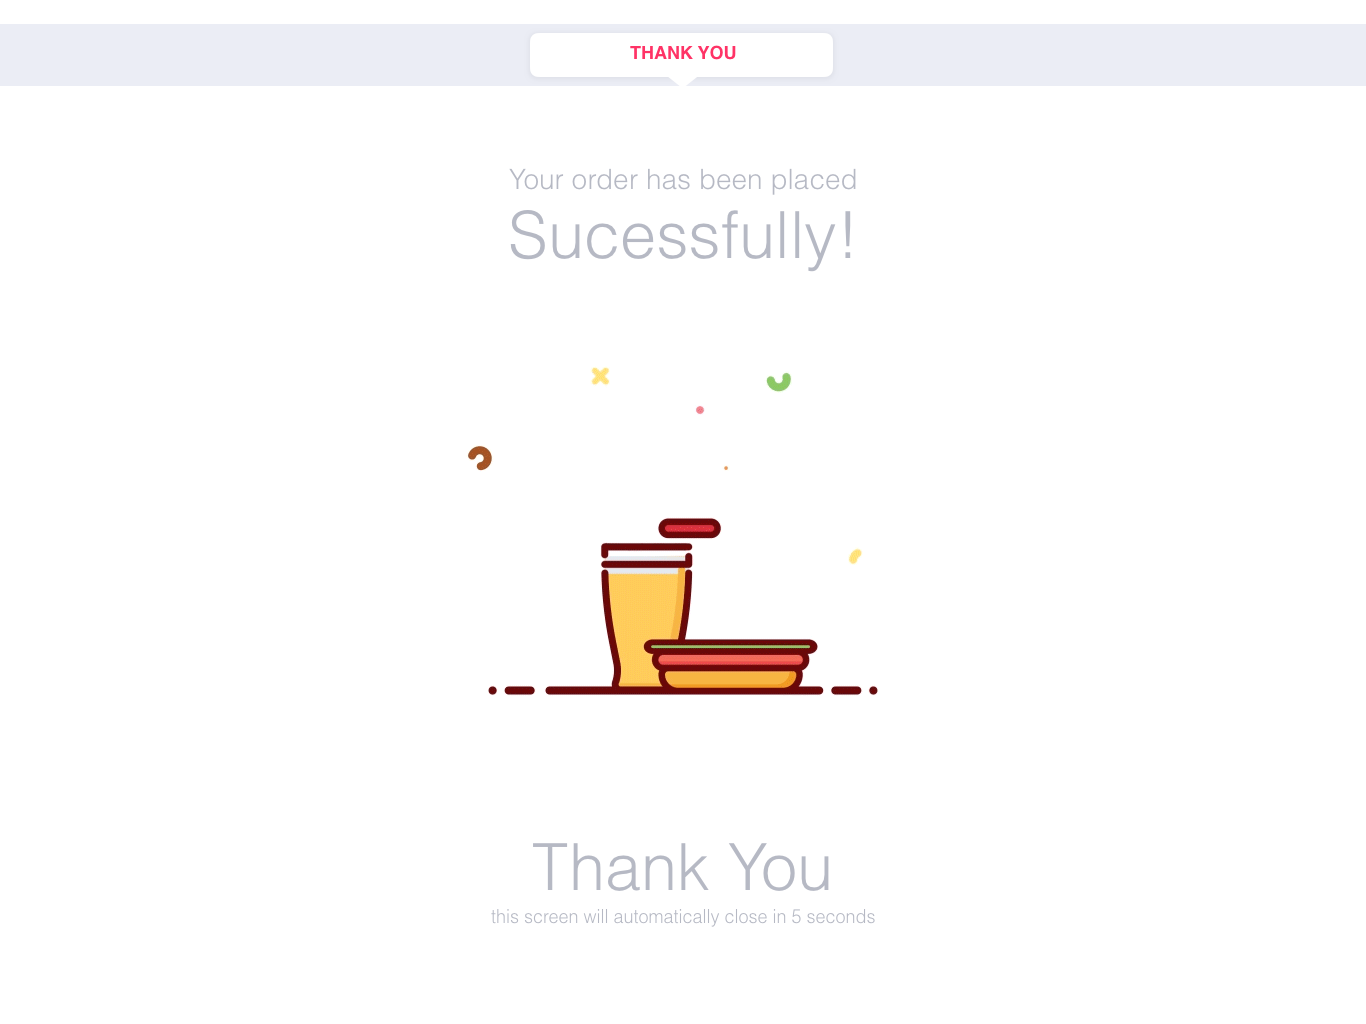 THANK YOU
Your order has been placed
Sucessfully!
Thank You
this screen will automatically close in 5 seconds